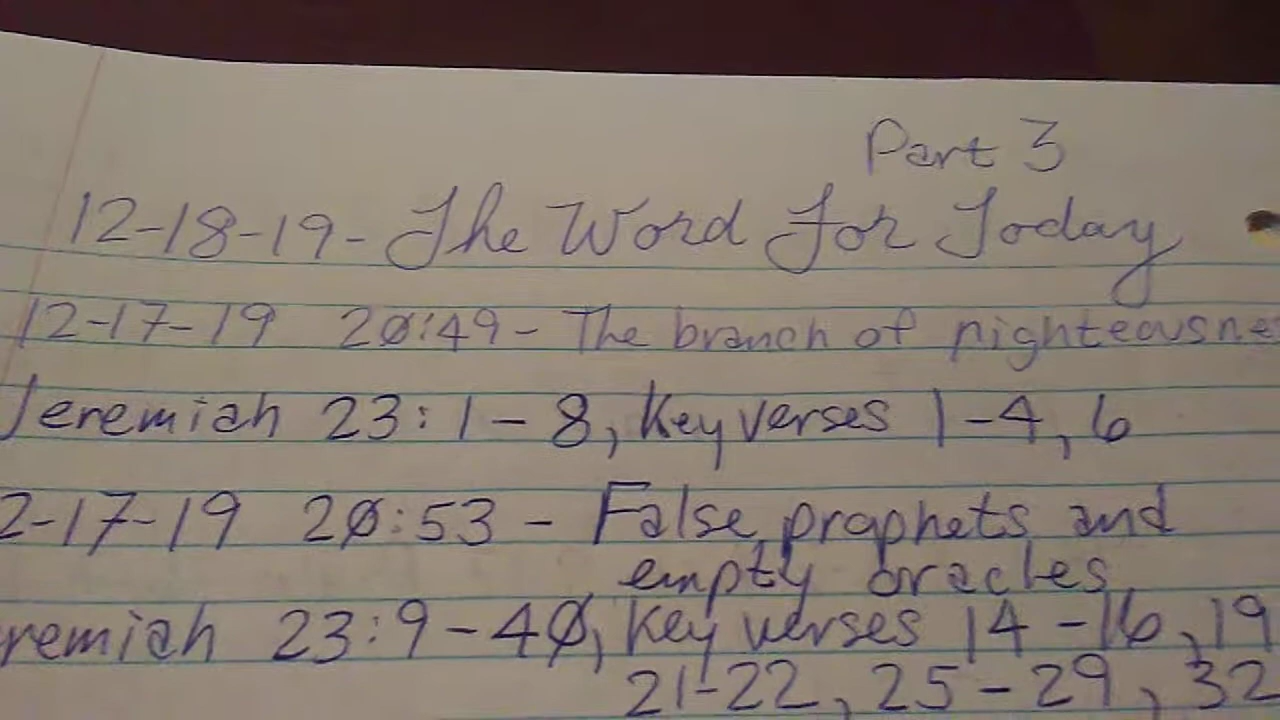 Part 3
12-18-19- The Word For Today
12-17-19 20:49 - The branch of righteousne
Jeremiah 23:1-8, Key verses 1-4, 6
2-17-19 20:53 - False prophets and
empty oracles
remiah 23:9-40, Key verses 14-16, 19
21-22, 25-29, 32